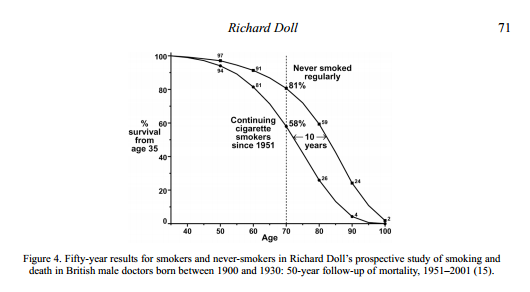 Richard Doll
71
100
97
94
91
Never smoked
regularly
80
81
81%
Continuing
cigarette
smokers
since 1951
58%
59
10
years
%
survival
from
age 35
60
40
26
24
20
4
2
0
40 50 60 70 80 90 100
Age
Figure 4. Fifty-year results for smokers and never-smokers in Richard Doll's prospective study of smoking and
death in British male doctors born between 1900 and 1930: 50-year follow-up of mortality, 1951–2001 (15).